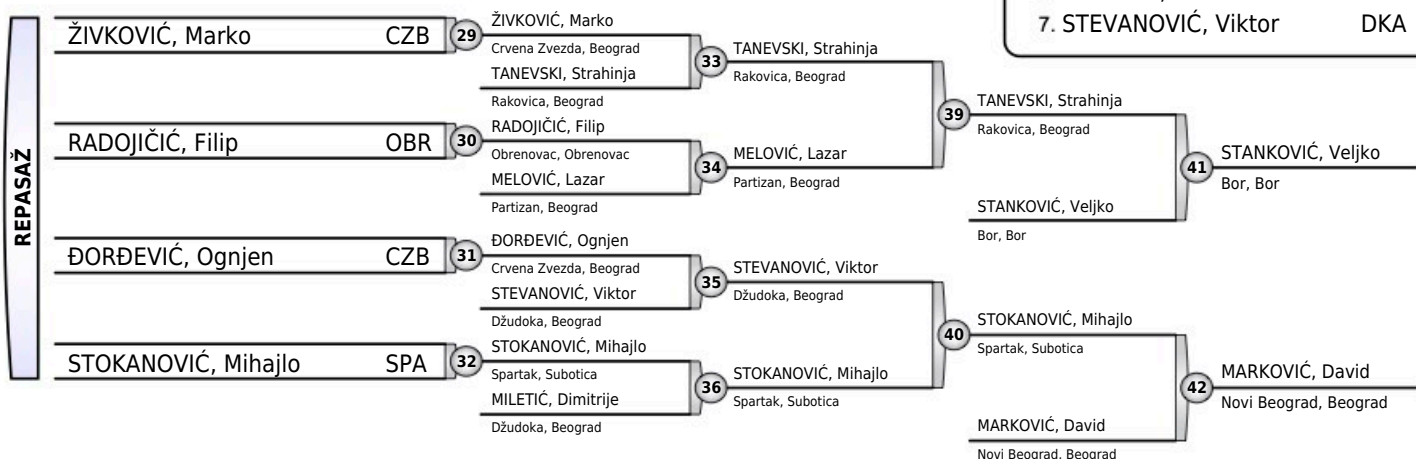 7. STEVANOVIĆ, Viktor DKA
REPASAŽ
ŽIVKOVIĆ, Marko CZB
RADOJIČIĆ, Filip OBR
ĐORĐEVIĆ, Ognjen CZB
STOKANOVIĆ, Mihajlo SPA
29
30
31
32
ŽIVKOVIĆ, Marko
Crvena Zvezda, Beograd
TANEVSKI, Strahinja
Rakovica, Beograd
RADOJIČIĆ, Filip
Obrenovac, Obrenovac
MELOVIĆ, Lazar
Partizan, Beograd
ĐORĐEVIĆ, Ognjen
Crvena Zvezda, Beograd
STEVANOVIĆ, Viktor
Džudoka, Beograd
STOKANOVIĆ, Mihajlo
Spartak, Subotica
MILETIĆ, Dimitrije
Džudoka, Beograd
33
34
35
36
TANEVSKI, Strahinja
Rakovica, Beograd
MELOVIĆ, Lazar
Partizan, Beograd
STEVANOVIĆ, Viktor
Džudoka, Beograd
STOKANOVIĆ, Mihajlo
Spartak, Subotica
39
40
TANEVSKI, Strahinja
Rakovica, Beograd
STANKOVIĆ, Veljko
Bor, Bor
STOKANOVIĆ, Mihajlo
Spartak, Subotica
MARKOVIĆ, David
Novi Beograd, Beograd
41
42
STANKOVIĆ, Veljko
Bor, Bor
MARKOVIĆ, David
Novi Beograd, Beograd